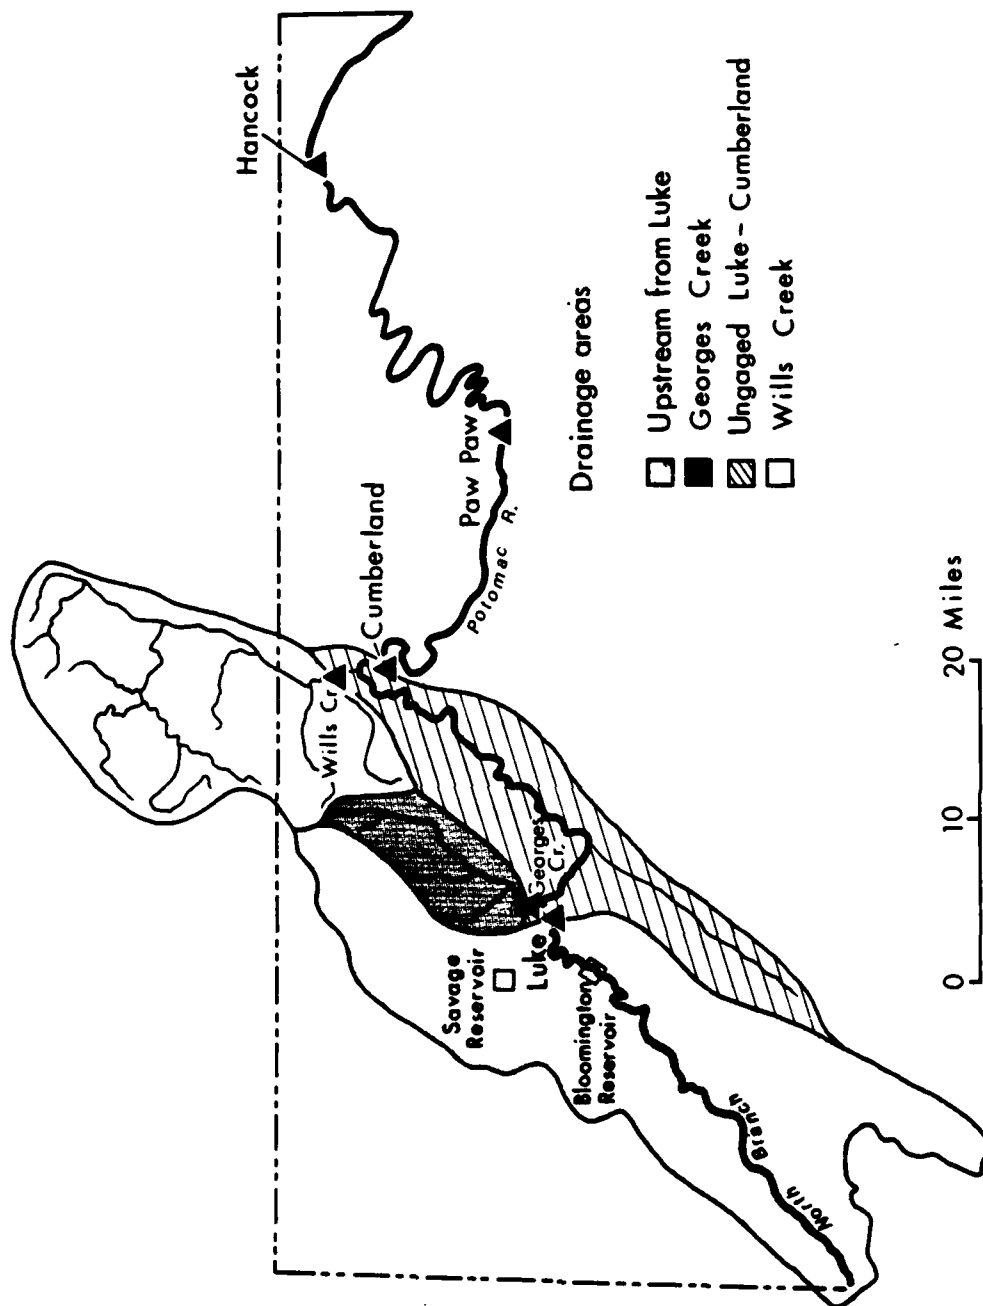 Hancock
Cumberland
Paw Paw
Potomac R.
Wills Cr.
Georges
Cr.
Luke
Savage
Reservoir
Bloomington
Reservoir
North Branch
Drainage areas
Upstream from Luke
Georges Creek
Ungaged Luke - Cumberland
Wills Creek
0 10 20 Miles